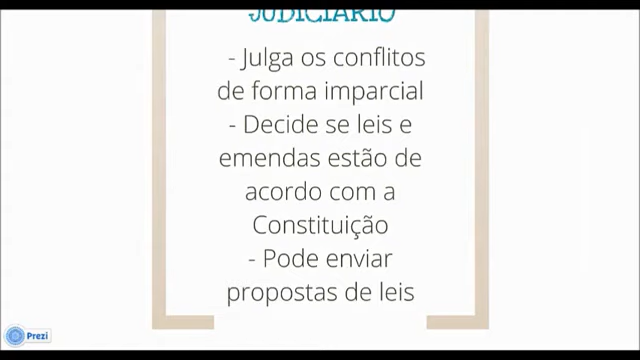 JUDICIÁRIO
- Julga os conflitos
de forma imparcial
- Decide se leis e
emendas estão de
acordo com a
Constituição
- Pode enviar
propostas de leis
Prezi